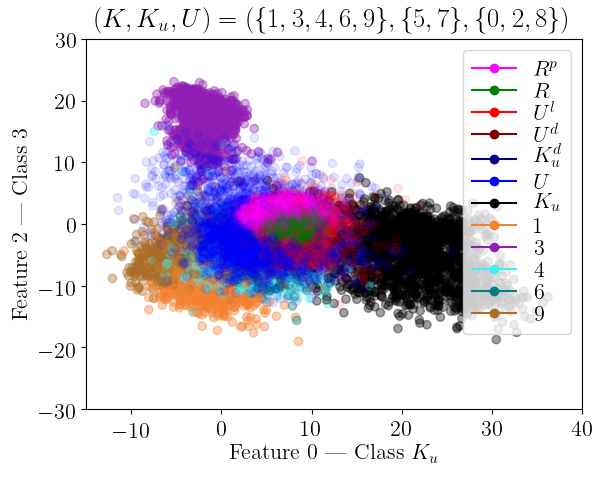 (K, K_u, U) = ({1, 3, 4, 6, 9}, {5, 7}, {0, 2, 8})
30
20
10
0
−10
−20
−30
Feature 2 — Class 3
R^p
R
U^l
U^d
K_u^d
U
K_u
1
3
4
6
9
−10
0
10
20
30
40
Feature 0 — Class K_u